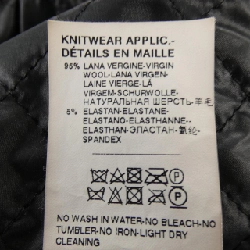 KNITWEAR APPLIC.-
DÉTAILS EN MAILLE
95% LANA VERGINE-VIRGIN
WOOL-LANA VIRGEN-
LAINE VIERGE-LÃ
VIRGEM-SCHURWOLLE-
НАТУРАЛЬНАЯ ШЕРСТЬ-羊毛
5% ELASTAN-ELASTANE-
ELASTANO-ELASTHANNE-
ELASTHAN-ЭЛАСТАН-氨纶-
SPANDEX
NO WASH IN WATER-NO BLEACH-NO
TUMBLER-NO IRON-LIGHT DRY
CLEANING